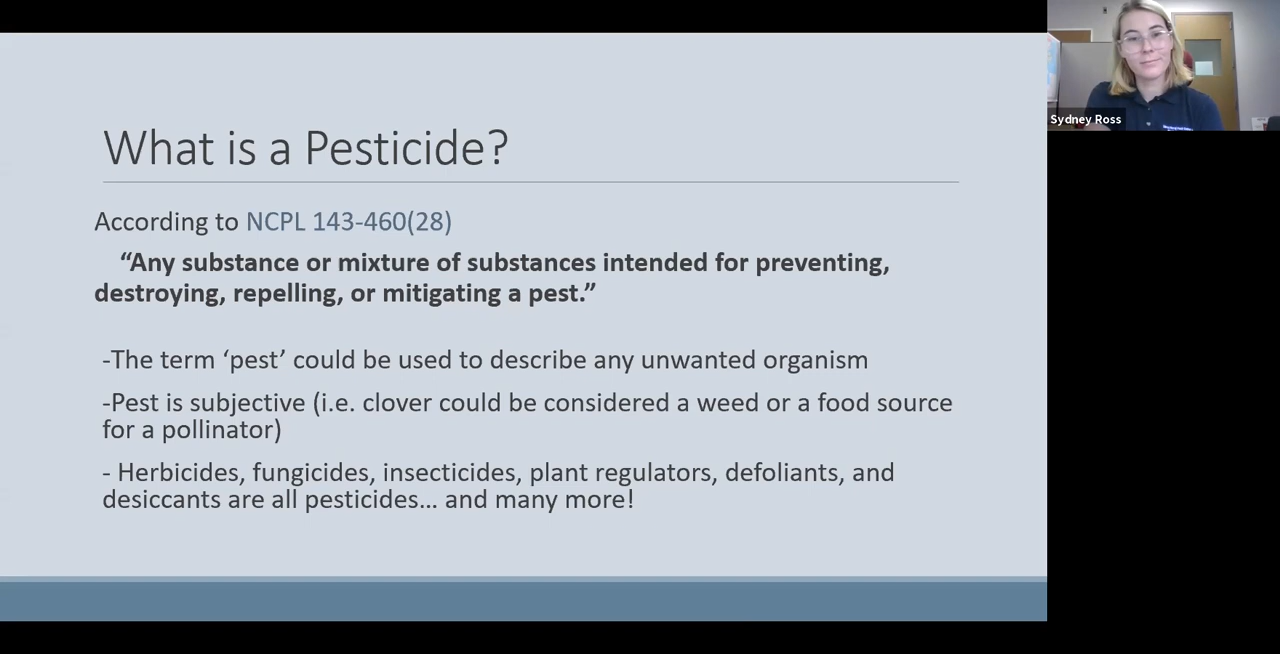 What is a Pesticide?
According to NCPL 143-460(28)
“Any substance or mixture of substances intended for preventing,
destroying, repelling, or mitigating a pest.”
-The term ‘pest’ could be used to describe any unwanted organism
-Pest is subjective (i.e. clover could be considered a weed or a food source
for a pollinator)
- Herbicides, fungicides, insecticides, plant regulators, defoliants, and
desiccants are all pesticides… and many more!
Sydney Ross